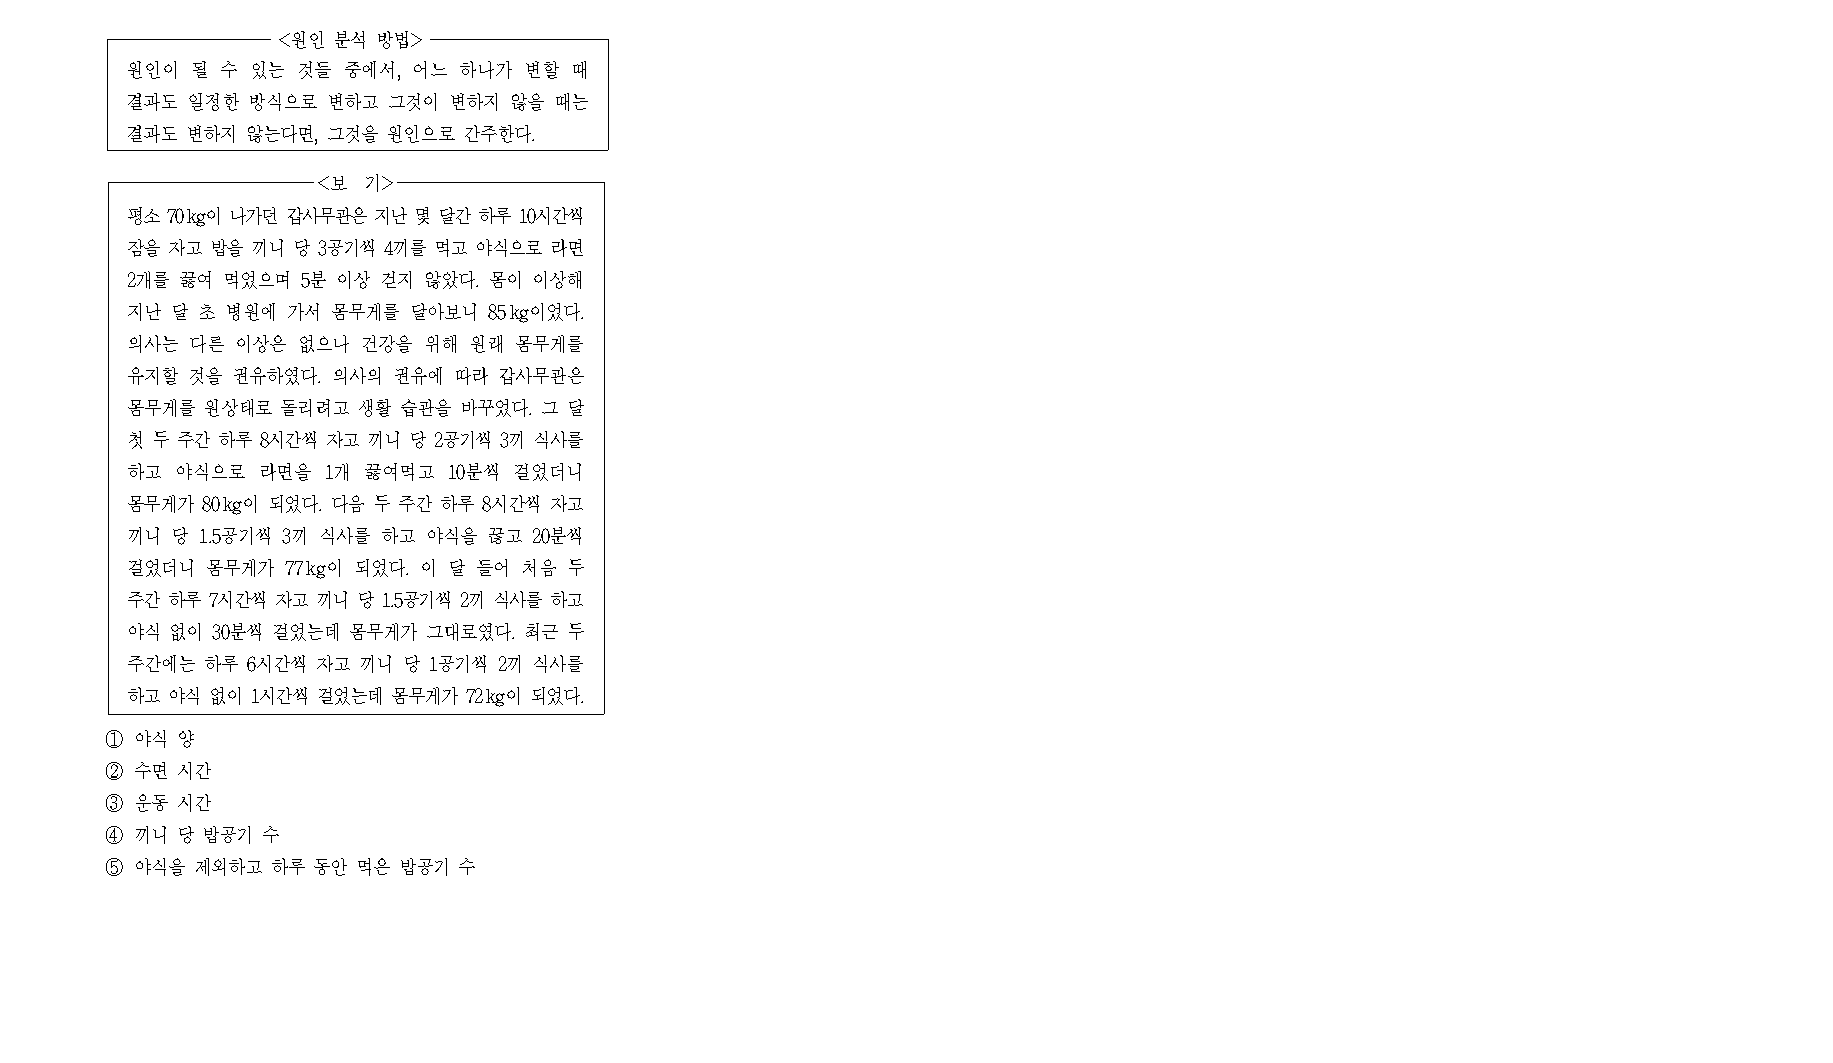 <원인 분석 방법>
원인이 될 수 있는 것들 중에서, 어느 하나가 변할 때
결과도 일정한 방식으로 변하고 그것이 변하지 않을 때는
결과도 변하지 않는다면, 그것을 원인으로 간주한다.
<보 기>
평소 70kg이 나가던 갑사무관은 지난 몇 달간 하루 10시간씩
잠을 자고 밥을 끼니 당 3공기씩 4끼를 먹고 야식으로 라면
2개를 끓여 먹었으며 5분 이상 걷지 않았다. 몸이 이상해
지난 달 초 병원에 가서 몸무게를 달아보니 85kg이었다.
의사는 다른 이상은 없으나 건강을 위해 원래 몸무게를
유지할 것을 권유하였다. 의사의 권유에 따라 갑사무관은
몸무게를 원상태로 돌리려고 생활 습관을 바꾸었다. 그 달
첫 두 주간 하루 8시간씩 자고 끼니 당 2공기씩 3끼 식사를
하고 야식으로 라면을 1개 끓여먹고 10분씩 걸었더니
몸무게가 80kg이 되었다. 다음 두 주간 하루 8시간씩 자고
끼니 당 1.5공기씩 3끼 식사를 하고 야식을 끊고 20분씩
걸었더니 몸무게가 77kg이 되었다. 이 달 들어 처음 두
주간 하루 7시간씩 자고 끼니 당 1.5공기씩 2끼 식사를 하고
야식 없이 30분씩 걸었는데 몸무게가 그대로였다. 최근 두
주간에는 하루 6시간씩 자고 끼니 당 1공기씩 2끼 식사를
하고 야식 없이 1시간씩 걸었는데 몸무게가 72kg이 되었다.
① 야식 양
② 수면 시간
③ 운동 시간
④ 끼니 당 밥공기 수
⑤ 야식을 제외하고 하루 동안 먹은 밥공기 수